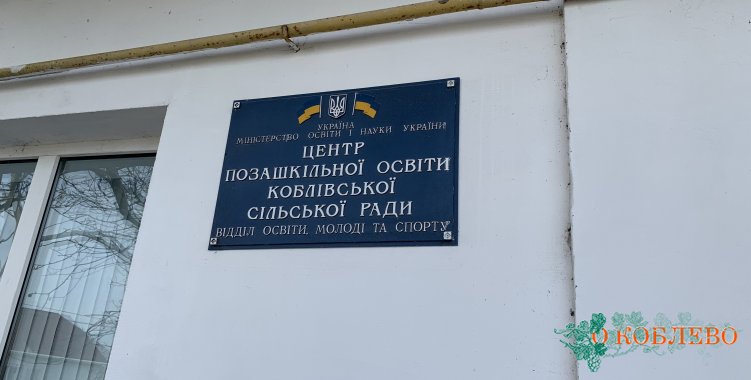 УКРАЇНА
МІНІСТЕРСТВО ОСВІТИ І НАУКИ УКРАЇНИ
ЦЕНТР
ПОЗАШКІЛЬНОЇ ОСВІТИ
КОБЛІВСЬКОЇ
СІЛЬСЬКОЇ РАДИ
ВІДДІЛ ОСВІТИ, МОЛОДІ ТА СПОРТУ
О КОБЛЕВО